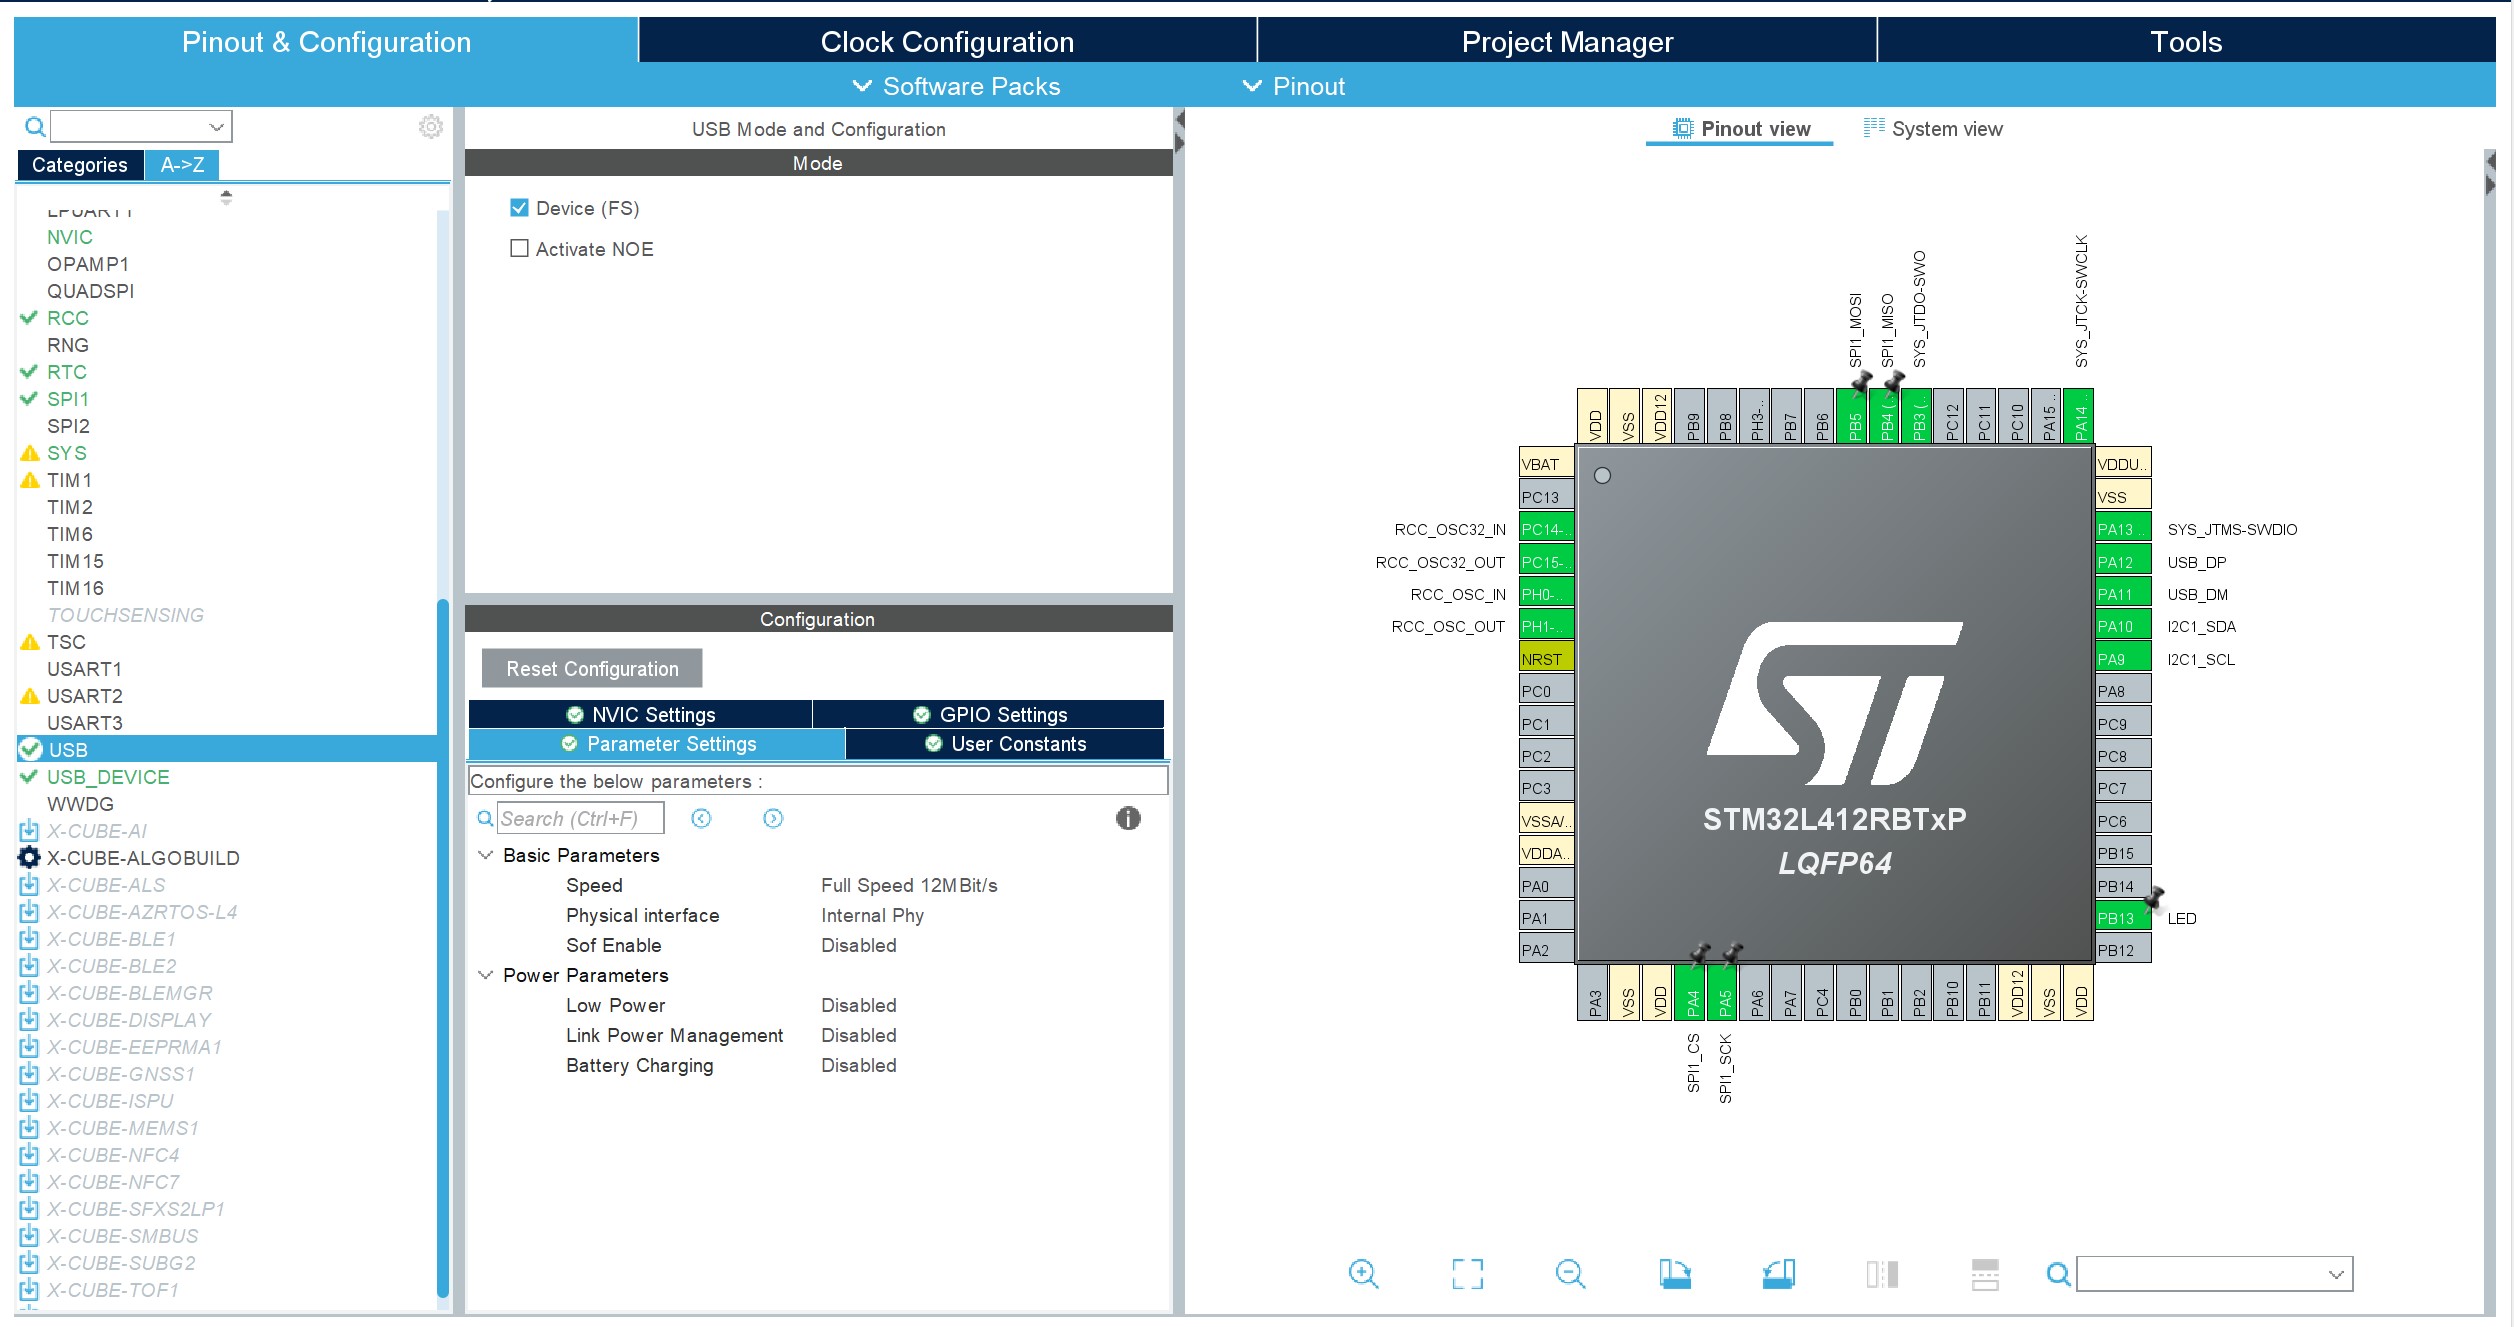 Pinout & Configuration
Clock Configuration
Project Manager
Tools
Software Packs
Pinout
Categories
A->Z
LPUART1
NVIC
OPAMP1
QUADSPI
RCC
RNG
RTC
SPI1
SPI2
SYS
TIM1
TIM2
TIM6
TIM15
TIM16
TOUCHSENSING
TSC
USART1
USART2
USART3
USB
USB_DEVICE
WWDG
X-CUBE-AI
X-CUBE-ALGOBUILD
X-CUBE-ALS
X-CUBE-AZRTOS-L4
X-CUBE-BLE1
X-CUBE-BLE2
X-CUBE-BLEMGR
X-CUBE-DISPLAY
X-CUBE-EEPRMA1
X-CUBE-GNSS1
X-CUBE-ISPU
X-CUBE-MEMS1
X-CUBE-NFC4
X-CUBE-NFC7
X-CUBE-SFXS2LP1
X-CUBE-SMBUS
X-CUBE-SUBG2
X-CUBE-TOF1
USB Mode and Configuration
Mode
Device (FS)
Activate NOE
Configuration
Reset Configuration
NVIC Settings
GPIO Settings
Parameter Settings
User Constants
Configure the below parameters :
Search (Ctrl+F)
Basic Parameters
Speed Full Speed 12MBit/s
Physical interface Internal Phy
Sof Enable Disabled
Power Parameters
Low Power Disabled
Link Power Management Disabled
Battery Charging Disabled
Pinout view
System view
SPI1_MOSI
SPI1_MISO
SYS_JTDO-SWO
SYS_JTCK-SWCLK
VDD
VSS
VDD12
PB9
PB8
PH3-..
PB7
PB6
PB5
PB4 (..
PB3 (..
PC12
PC11
PC10
PA15 ..
PA14 ..
VBAT
PC13
RCC_OSC32_IN PC14-..
RCC_OSC32_OUT PC15-..
RCC_OSC_IN PH0-..
RCC_OSC_OUT PH1-..
NRST
PC0
PC1
PC2
PC3
VSSA/..
VDDA..
PA0
PA1
PA2
STM32L412RBTxP
LQFP64
VDDU..
VSS
PA13 .. SYS_JTMS-SWDIO
PA12 USB_DP
PA11 USB_DM
PA10 I2C1_SDA
PA9 I2C1_SCL
PA8
PC9
PC8
PC7
PC6
PB15
PB14
PB13 LED
PB12
PA3
VSS
VDD
PA4
PA5
PA6
PA7
PC4
PB0
PB1
PB2
PB10
PB11
VDD12
VSS
VDD
SPI1_CS
SPI1_SCK